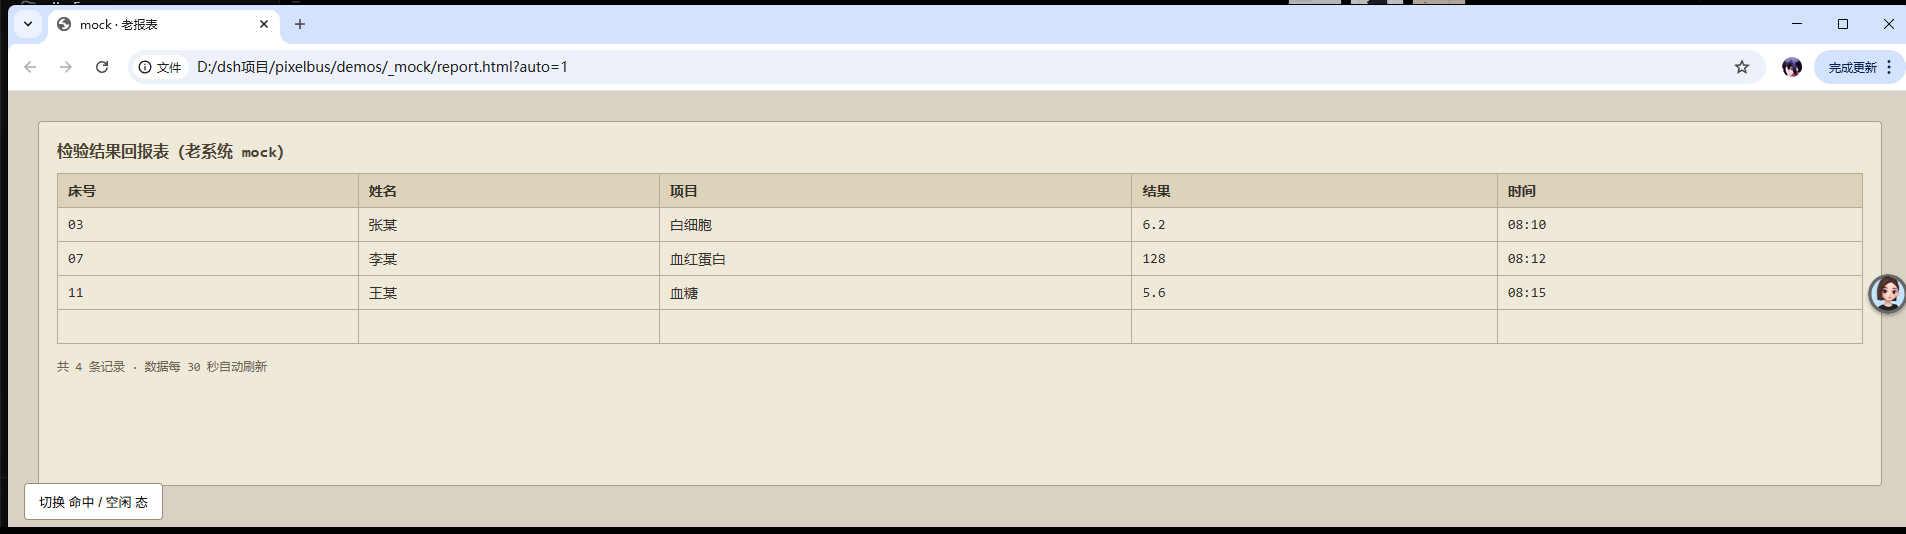 mock · 老报表
文件 D:/dsh项目/pixelbus/demos/_mock/report.html?auto=1 完成更新
检验结果回报表 (老系统 mock)
床号 姓名 项目 结果 时间
03 张某 白细胞 6.2 08:10
07 李某 血红蛋白 128 08:12
11 王某 血糖 5.6 08:15
共 4 条记录 · 数据每 30 秒自动刷新
切换 命中 / 空闲 态